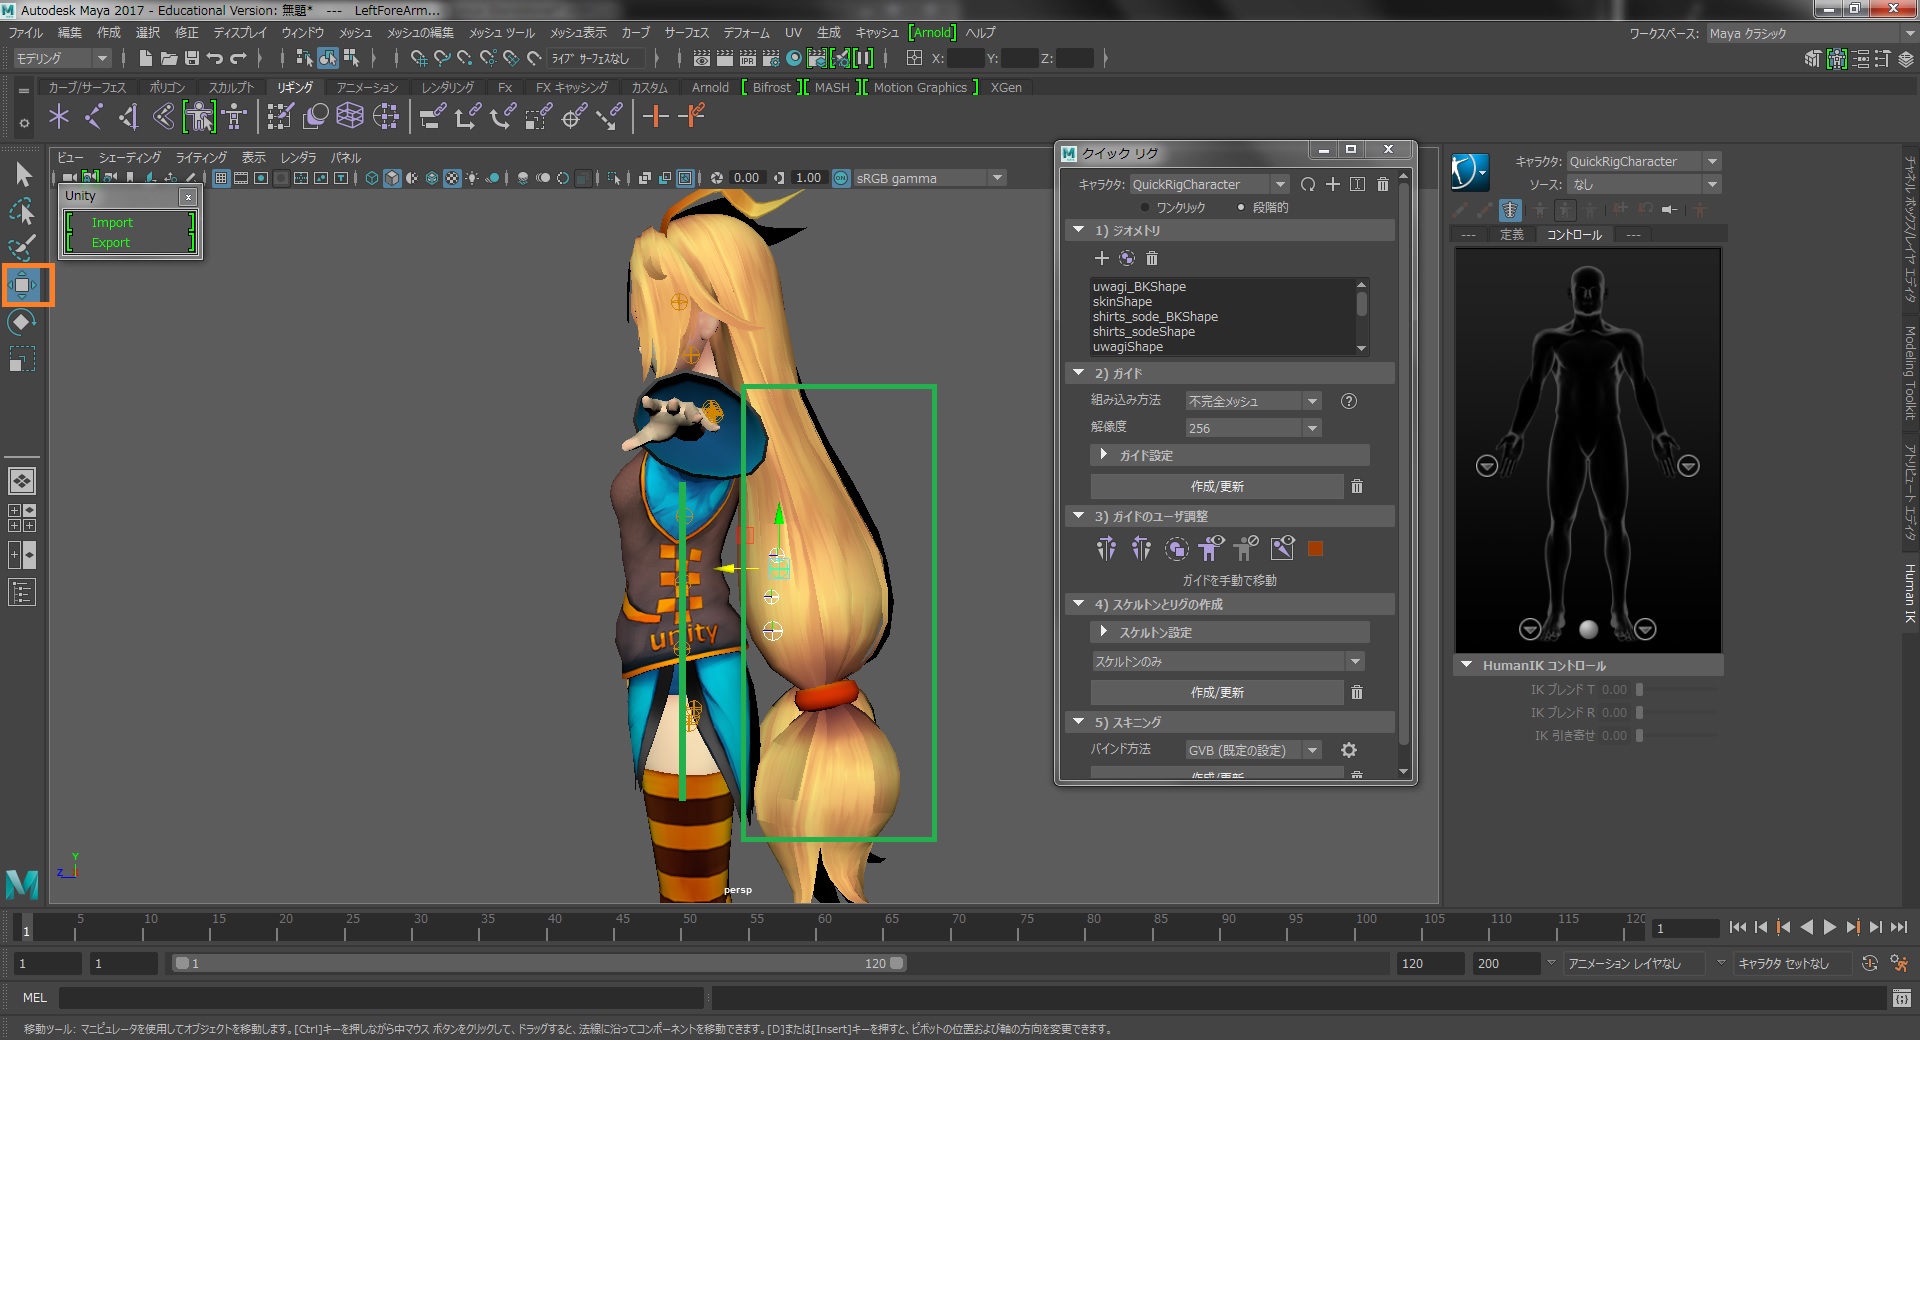 Autodesk Maya 2017 - Educational Version: 無題* --- LeftForeArm...
ファイル 編集 作成 選択 修正 ディスプレイ ウィンドウ メッシュ メッシュの編集 メッシュ ツール メッシュ表示 カーブ サーフェス デフォーム UV 生成 キャッシュ [Arnold] ヘルプ
ワークスペース: Maya クラシック
モデリング
ライブ サーフェスなし
X: Y: Z:
カーブ/サーフェス ポリゴン スカルプト リギング アニメーション レンダリング Fx FX キャッシング カスタム Arnold [ Bifrost ][ MASH ][ Motion Graphics ] XGen
ビュー シェーディング ライティング 表示 レンダラ パネル
0.00 1.00 sRGB gamma
Unity
Import
Export
unity
persp
Y
Z
クイック リグ
キャラクタ: QuickRigCharacter
ワンクリック 段階的
1) ジオメトリ
uwagi_BKShape
skinShape
shirts_sode_BKShape
shirts_sodeShape
uwagiShape
2) ガイド
組み込み方法 不完全メッシュ
解像度 256
ガイド設定
作成/更新
3) ガイドのユーザ調整
ガイドを手動で移動
4) スケルトンとリグの作成
スケルトン設定
スケルトンのみ
作成/更新
5) スキニング
バインド方法 GVB (既定の設定)
作成/更新
キャラクタ: QuickRigCharacter
ソース: なし
--- 定義 コントロール ---
HumanIK コントロール
IK ブレンド T 0.00
IK ブレンド R 0.00
IK 引き寄せ 0.00
チャネル ボックス/レイヤ エディタ
Modeling Toolkit
アトリビュート エディタ
Human IK
1 5 10 15 20 25 30 35 40 45 50 55 60 65 70 75 80 85 90 95 100 105 110 115 120
1
1 1 1 120 120 200 アニメーション レイヤなし キャラクタ セットなし
MEL
移動ツール: マニピュレータを使用してオブジェクトを移動します。[Ctrl]キーを押しながら中マウス ボタンをクリックして、ドラッグすると、法線に沿ってコンポーネントを移動できます。[D]または[Insert]キーを押すと、ピボットの位置および軸の方向を変更できます。